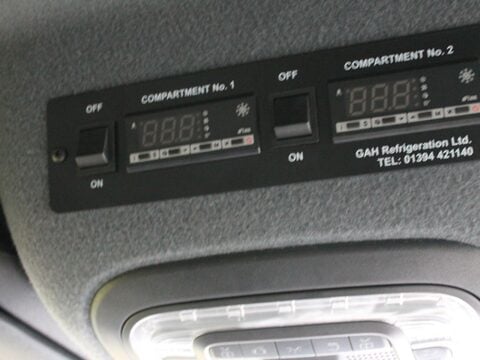 COMPARTMENT No. 1
OFF
ON
COMPARTMENT No. 2
OFF
ON
GAH Refrigeration Ltd.
TEL: 01394 421140